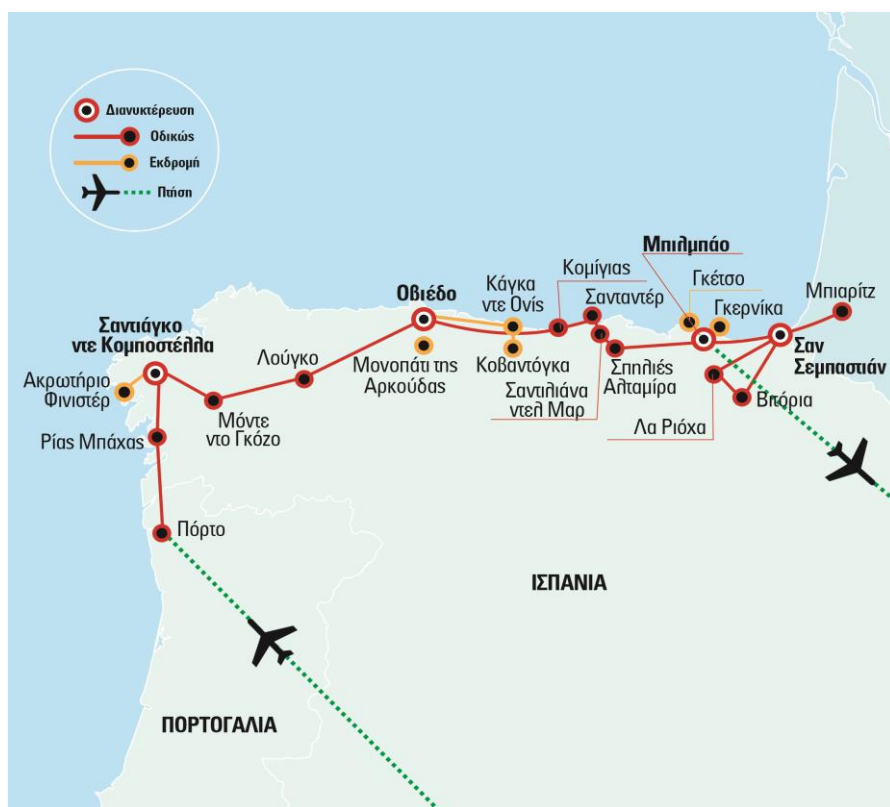 Διανυκτέρευση
Οδικώς
Εκδρομή
Πτήση
Μπιλμπάο
Γκέτσο
Γκερνίκα
Μπιαρίτζ
Κομίγιας
Σανταντέρ
Κάγκα
ντε Ονίς
Οβιέδο
Σαντιάγκο
ντε Κομποστέλλα
Λούγκο
Ακρωτήριο
Φινιστέρ
Μονοπάτι της
Αρκούδας
Κοβαντόγκα
Σπηλιές
Αλταμίρα
Σαν
Σεμπαστιάν
Σαντιλιάνα
ντελ Μαρ
Βιτόρια
Λα Ριόχα
Μόντε
ντο Γκόζο
Ρίας Μπάχας
Πόρτο
ΙΣΠΑΝΙΑ
ΠΟΡΤΟΓΑΛΙΑ